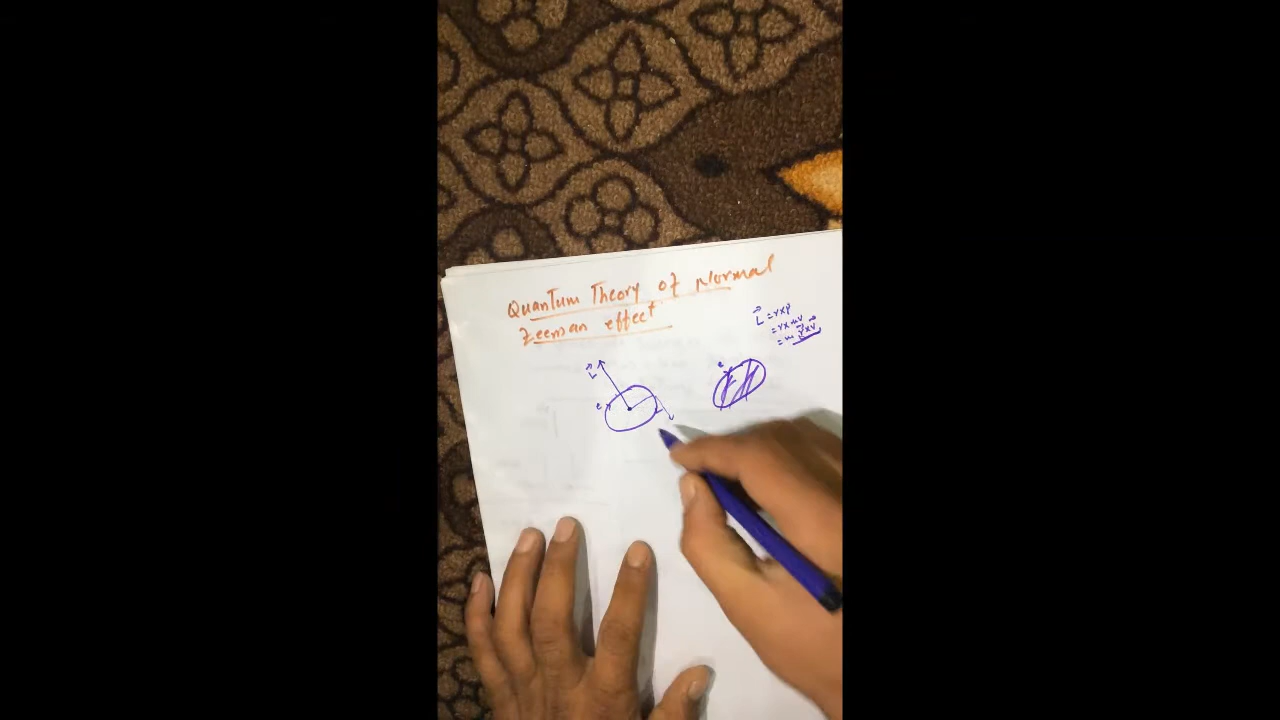 Quantum Theory of Normal
Zeeman effect
L⃗ = r×p
= r×mv
= m r⃗×v⃗
L⃗
e
e